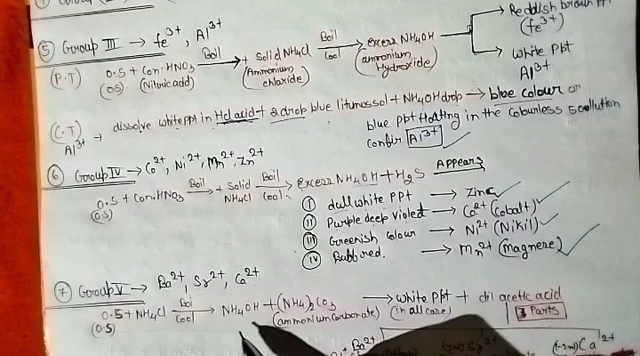 Reddish brown
(fe³⁺)
⑤ Group III → fe³⁺, Al³⁺
(P.T) 0.5 + Con. HNO₃ Boil → + Solid NH₄Cl Boil Cool → excess NH₄OH → White Ppt
(O.S) (Nitric acid) (Ammonium chloride) (ammonium Hydroxide) Al³⁺
(C.T) → dissolve white ppt in Hcl acid + 2 drop blue litmus sol + NH₄OH drop → blue colour or
Al³⁺ blue ppt floating in the colourless
Confir Al³⁺
⑥ Group IV → Co²⁺, Ni²⁺, Mn²⁺, Zn²⁺
0.5 + Con. HNO₃ Boil → + Solid NH₄Cl Boil Cool → Excess NH₄OH + H₂S Appears
(O.S)
Ⓘ dull white PPt → Zinc
Ⓘⓘ Purple deep violet → Co²⁺ (Cobalt)
Ⓘⓘⓘ Greenish Colour → Ni²⁺ (Nikil)
ⓘⓥ → Mn²⁺ (magnese)
⑦ Group V → Ba²⁺, Sr²⁺, Ca²⁺
0.5 + NH₄Cl Boil Cool → NH₄OH + (NH₄)₂CO₃ → White Ppt + dil acetic acid
(O.S) (ammonium carbonate) (in all case) 3 Parts
Ba²⁺ Sr²⁺ Ca²⁺